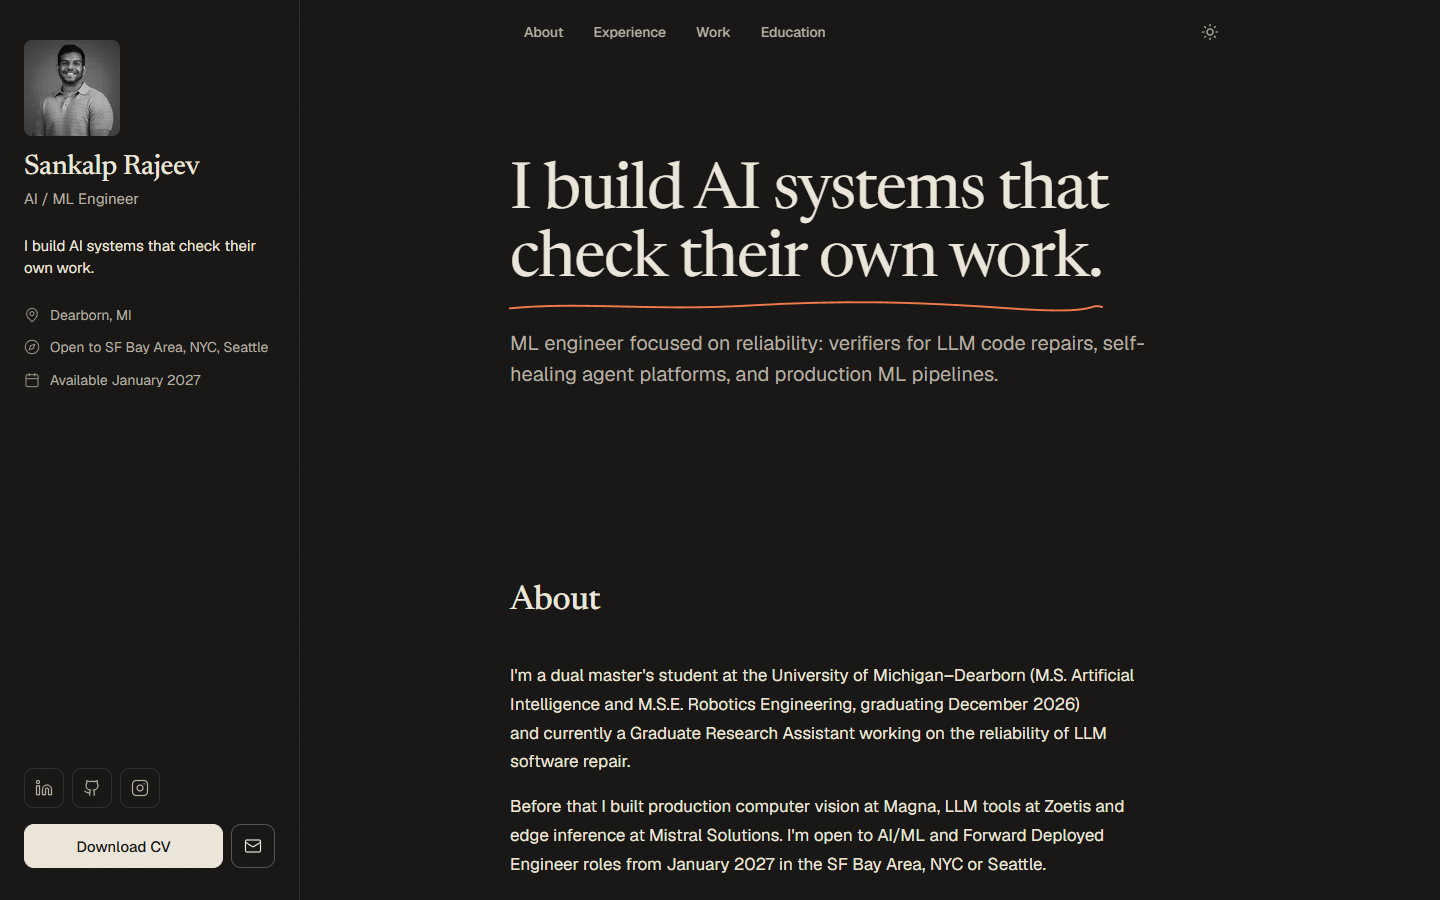 Sankalp Rajeev
AI / ML Engineer
I build AI systems that check their
own work.
Dearborn, MI
Open to SF Bay Area, NYC, Seattle
Available January 2027
Download CV
About Experience Work Education
I build AI systems that
check their own work.
ML engineer focused on reliability: verifiers for LLM code repairs, self-
healing agent platforms, and production ML pipelines.
About
I'm a dual master's student at the University of Michigan–Dearborn (M.S. Artificial
Intelligence and M.S.E. Robotics Engineering, graduating December 2026)
and currently a Graduate Research Assistant working on the reliability of LLM
software repair.
Before that I built production computer vision at Magna, LLM tools at Zoetis and
edge inference at Mistral Solutions. I'm open to AI/ML and Forward Deployed
Engineer roles from January 2027 in the SF Bay Area, NYC or Seattle.